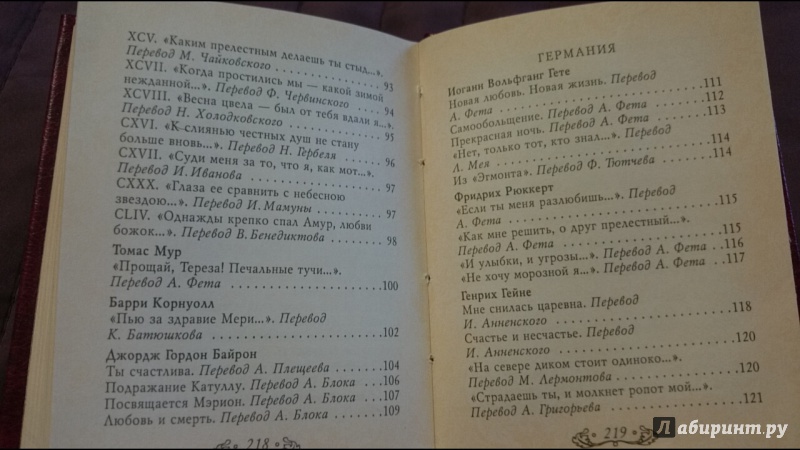 XCV. «Каким прелестным делаешь ты стыд...».
Перевод М. Чайковского . . . . . . . . . . . . . . . . 93
XCVII. «Когда простились мы — какой зимой
нежданной...». Перевод Ф. Червинского . . . . 94
XCVIII. «Весна цвела — был от тебя вдали я...».
Перевод Н. Холодковского . . . . . . . . . . . . . 95
CXVI. «К слиянью честных душ не стану
больше вновь...». Перевод Н. Гербеля . . . . . . 96
CXVII. «Суди меня за то, что я, как мот...».
Перевод И. Иванова . . . . . . . . . . . . . . . . . 97
CXXX. «Глаза ее сравнить с небесною
звездою...». Перевод И. Мамуны . . . . . . . . . 97
CLIV. «Однажды крепко спал Амур, любви
божок...». Перевод В. Бенедиктова . . . . . . . . 98
Томас Мур
«Прощай, Тереза! Печальные тучи...».
Перевод А. Фета . . . . . . . . . . . . . . . . . . . 100
Барри Корнуолл
«Пью за здравие Мери...». Перевод
К. Батюшкова . . . . . . . . . . . . . . . . . . . . . 102
Джордж Гордон Байрон
Ты счастлива. Перевод А. Плещеева . . . . . . . 104
Подражание Катуллу. Перевод А. Блока . . . . 106
Посвящается Мэрион. Перевод А. Блока . . . . 107
Любовь и смерть. Перевод А. Блока . . . . . . . 109
218
ГЕРМАНИЯ
Иоганн Вольфганг Гете
Новая любовь. Новая жизнь. Перевод
А. Фета . . . . . . . . . . . . . . . . . . . . . . . . . 111
Самообольщение. Перевод А. Фета . . . . . . . . 112
Прекрасная ночь. Перевод А. Фета . . . . . . . . 113
«Нет, только тот, кто знал...». Перевод
Л. Мея . . . . . . . . . . . . . . . . . . . . . . . . . . 114
Из «Эгмонта». Перевод Ф. Тютчева . . . . . . . 114
Фридрих Рюккерт
«Если ты меня разлюбишь...». Перевод
А. Фета . . . . . . . . . . . . . . . . . . . . . . . . . 115
«Как мне решить, о друг прелестный...».
Перевод А. Фета . . . . . . . . . . . . . . . . . . . 115
«И улыбки, и угрозы...». Перевод А. Фета . . . 116
«Не хочу морозной я...». Перевод А. Фета . . . 117
Генрих Гейне
Мне снилась царевна. Перевод
И. Анненского . . . . . . . . . . . . . . . . . . . . . 118
Счастье и несчастье. Перевод
И. Анненского . . . . . . . . . . . . . . . . . . . . . 120
«На севере диком стоит одиноко...».
Перевод М. Лермонтова . . . . . . . . . . . . . . . 120
«Страдаешь ты, и молкнет ропот мой...».
Перевод А. Григорьева . . . . . . . . . . . . . . . . 121
219
Лабиринт.ру